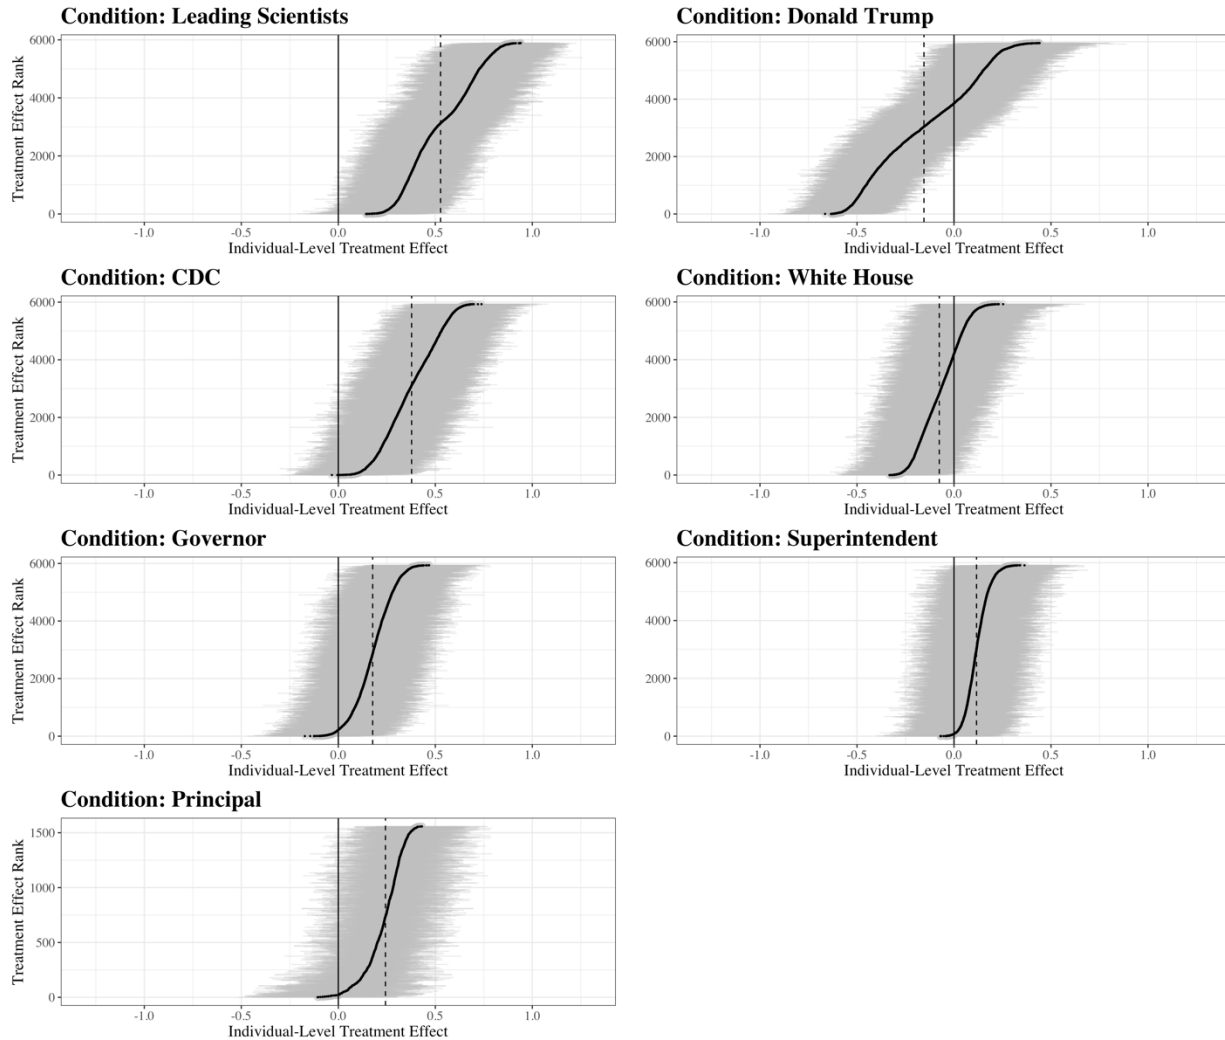 Condition: Leading Scientists
6000
4000
2000
0
Treatment Effect Rank
-1.0 -0.5 0.0 0.5 1.0
Individual-Level Treatment Effect
Condition: Donald Trump
6000
4000
2000
0
-1.0 -0.5 0.0 0.5 1.0
Individual-Level Treatment Effect
Condition: CDC
6000
4000
2000
0
Treatment Effect Rank
-1.0 -0.5 0.0 0.5 1.0
Individual-Level Treatment Effect
Condition: White House
6000
4000
2000
0
-1.0 -0.5 0.0 0.5 1.0
Individual-Level Treatment Effect
Condition: Governor
6000
4000
2000
0
Treatment Effect Rank
-1.0 -0.5 0.0 0.5 1.0
Individual-Level Treatment Effect
Condition: Superintendent
6000
4000
2000
0
-1.0 -0.5 0.0 0.5 1.0
Individual-Level Treatment Effect
Condition: Principal
1500
1000
500
0
Treatment Effect Rank
-1.0 -0.5 0.0 0.5 1.0
Individual-Level Treatment Effect